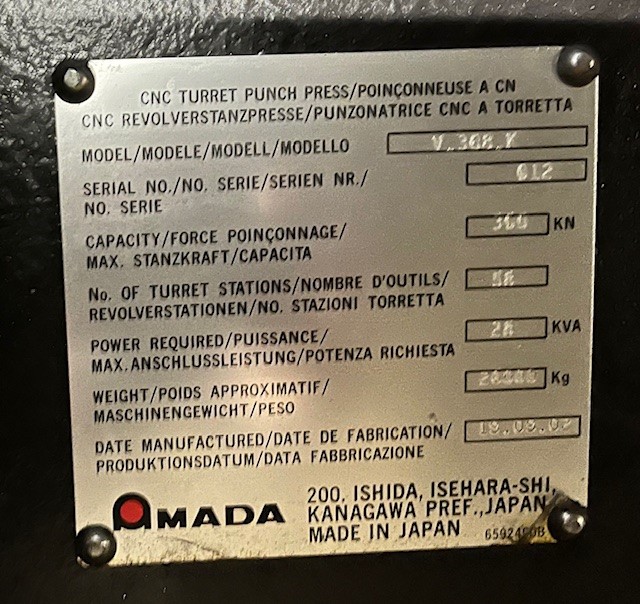 CNC TURRET PUNCH PRESS/POINÇONNEUSE A CN
CNC REVOLVERSTANZPRESSE/PUNZONATRICE CNC A TORRETTA
MODEL/MODELE/MODELL/MODELLO
SERIAL NO./NO. SERIE/SERIEN NR./ 612
NO. SERIE
CAPACITY/FORCE POINÇONNAGE/ KN
MAX. STANZKRAFT/CAPACITA
No. OF TURRET STATIONS/NOMBRE D'OUTILS/ 58
REVOLVERSTATIONEN/NO. STAZIONI TORRETTA
POWER REQUIRED/PUISSANCE/ KVA
MAX.ANSCHLUSSLEISTUNG/POTENZA RICHIESTA
WEIGHT/POIDS APPROXIMATIF/ Kg
MASCHINENGEWICHT/PESO
DATE MANUFACTURED/DATE DE FABRICATION/
PRODUKTIONSDATUM/DATA FABBRICAZIONE
AMADA
200, ISHIDA, ISEHARA-SHI,
KANAGAWA PREF.,JAPAN
MADE IN JAPAN